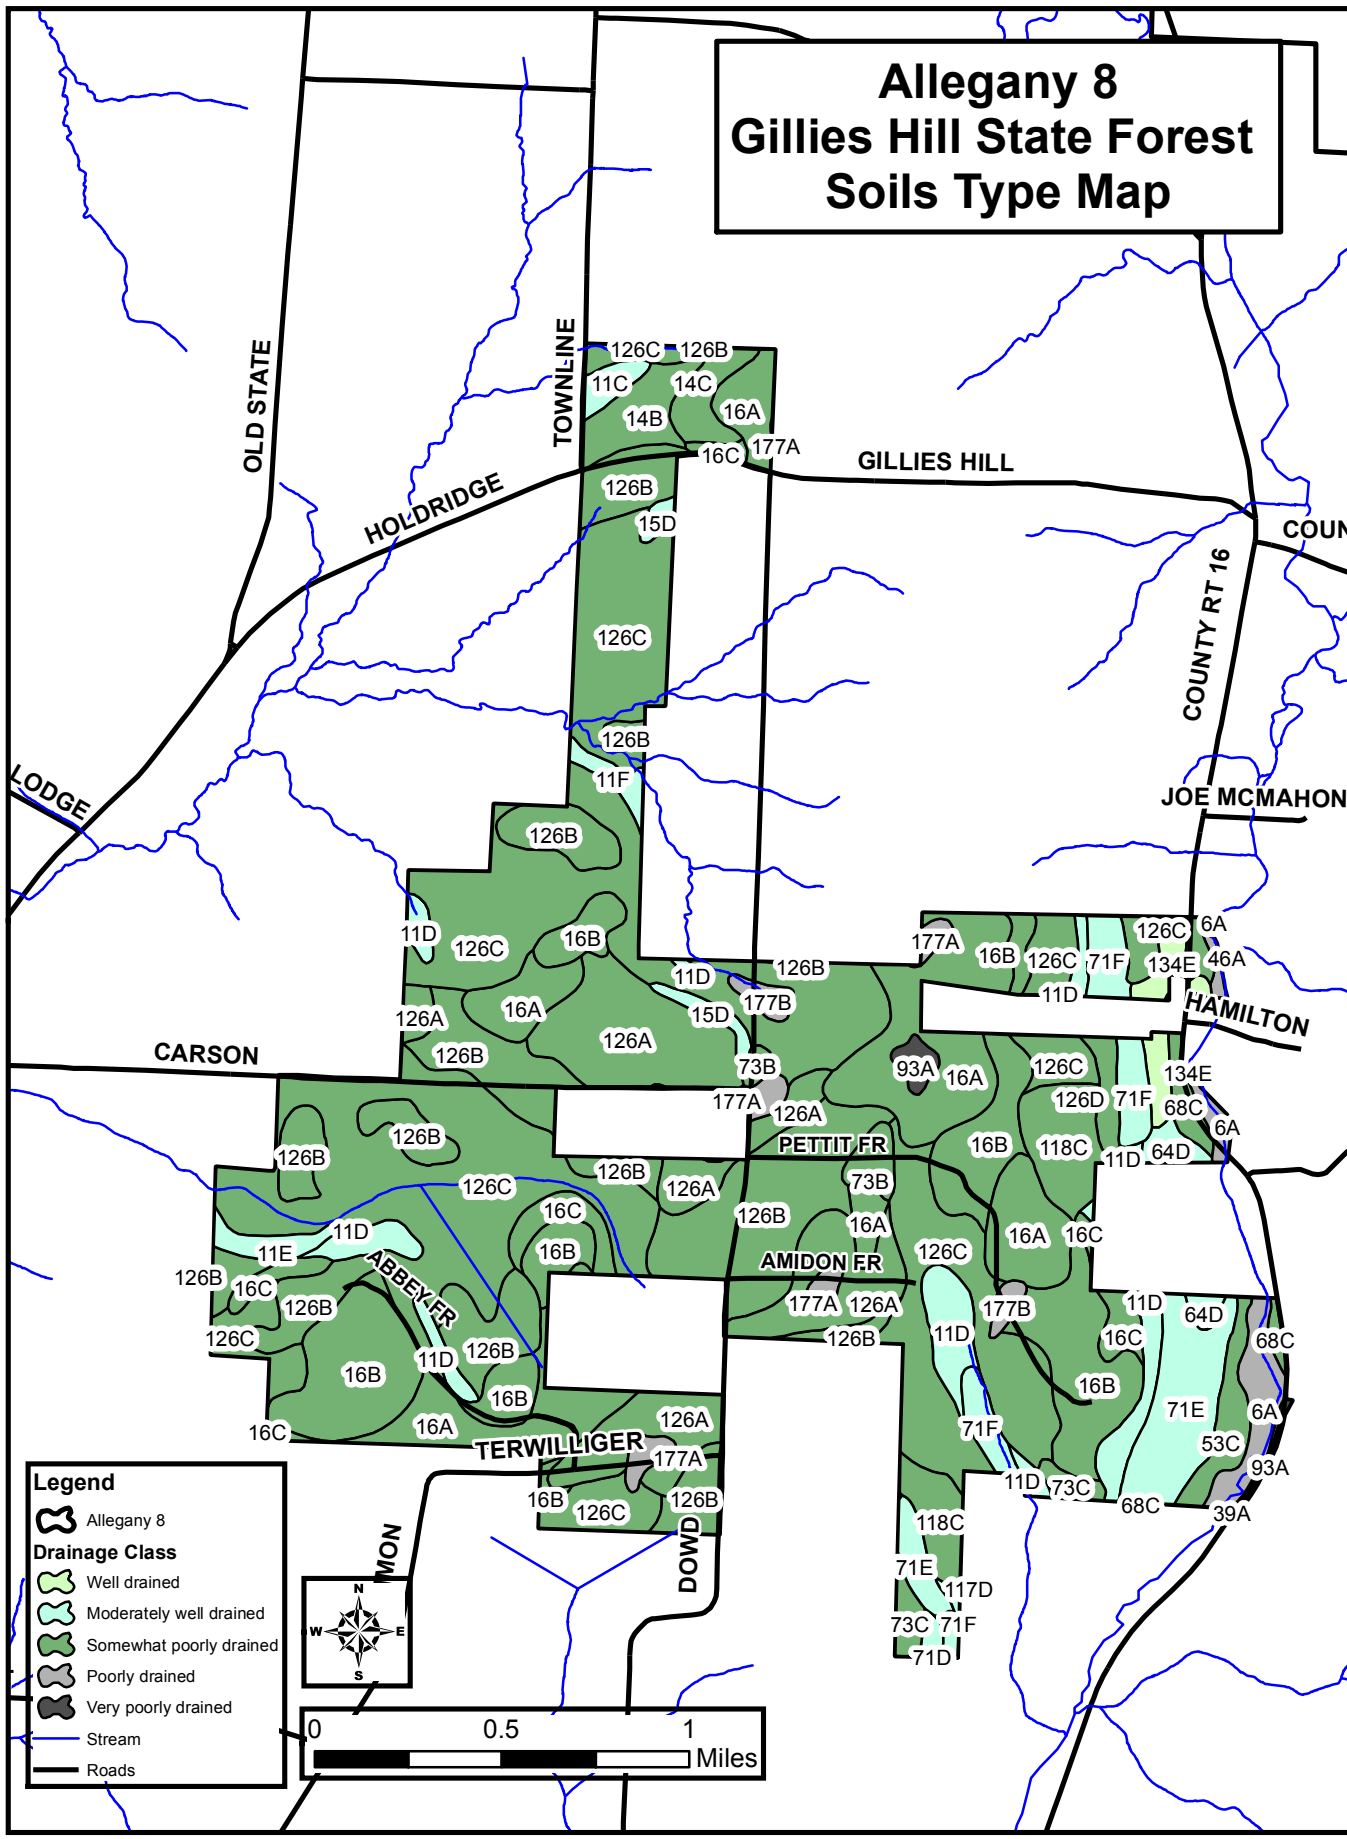 Allegany 8
Gillies Hill State Forest
Soils Type Map
OLD STATE
TOWNLINE
126C
126B
11C
14C
14B
16A
16C
177A
GILLIES HILL
HOLDRIDGE
126B
15D
COUN
COUNTY RT 16
126C
126B
11F
LODGE
JOE MCMAHON
126B
11D
126C
16B
177A
16B
126C
71F
126C
134E
6A
46A
11D
11D
126B
177B
15D
HAMILTON
126A
16A
126A
126B
CARSON
73B
93A
16A
126C
134E
177A
126A
126D
71F
68C
6A
126B
126B
PETTIT FR
16B
118C
11D
64D
126B
126C
126A
73B
16C
126B
16A
16A
16C
11D
11E
16B
ABBEY FR
126C
AMIDON FR
126B
16C
126B
177A
126A
177B
11D
64D
126C
126B
11D
16C
68C
11D
126B
16B
16B
16B
71E
6A
16C
16A
126A
71F
53C
TERWILLIGER
177A
93A
11D
73C
68C
39A
16B
126C
126B
118C
DOWD
MON
71E
117D
73C
71F
71D
Legend
Allegany 8
Drainage Class
Well drained
Moderately well drained
Somewhat poorly drained
Poorly drained
Very poorly drained
Stream
Roads
N
W
E
S
0
0.5
1
Miles